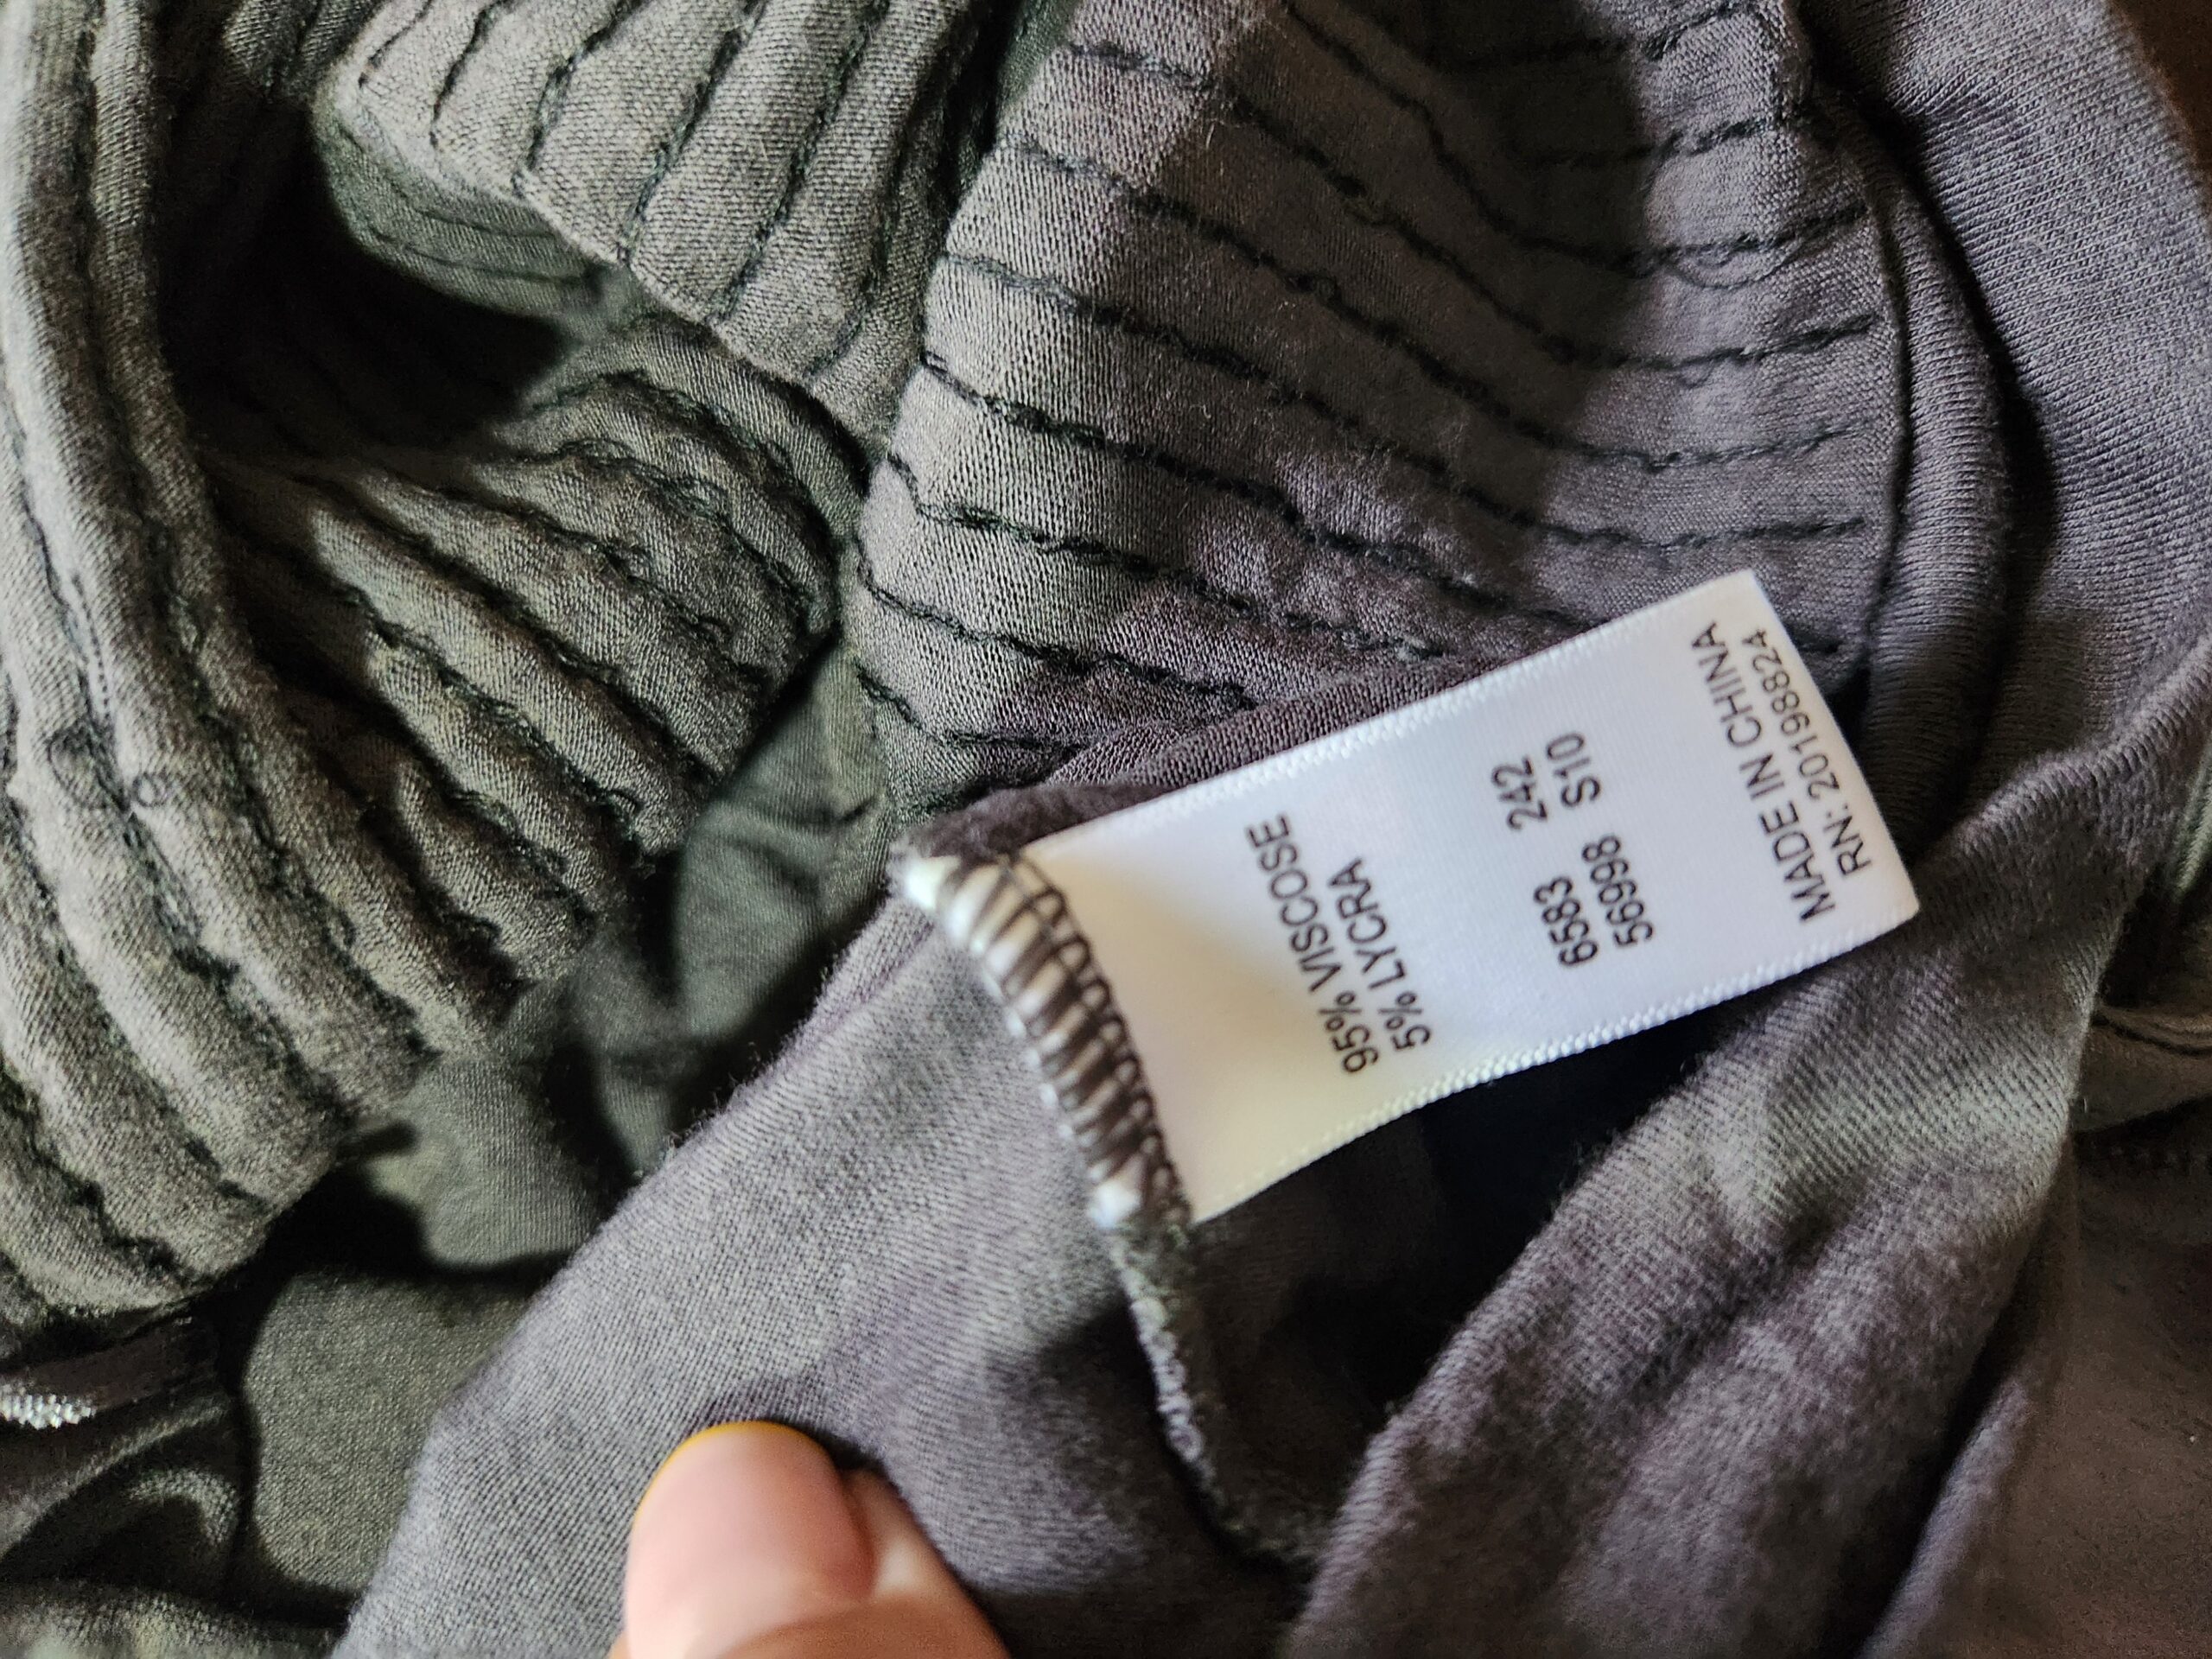 95% VISCOSE
5% LYCRA
6583 242
56998 S10
MADE IN CHINA
RN: 20198824